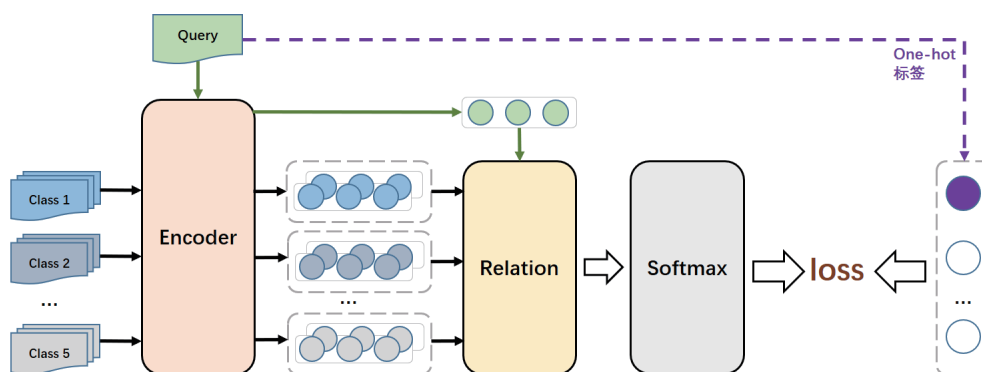 Query
One-hot
标签
Class 1
Encoder
Class 2
Relation
Softmax
loss
...
...
...
Class 5